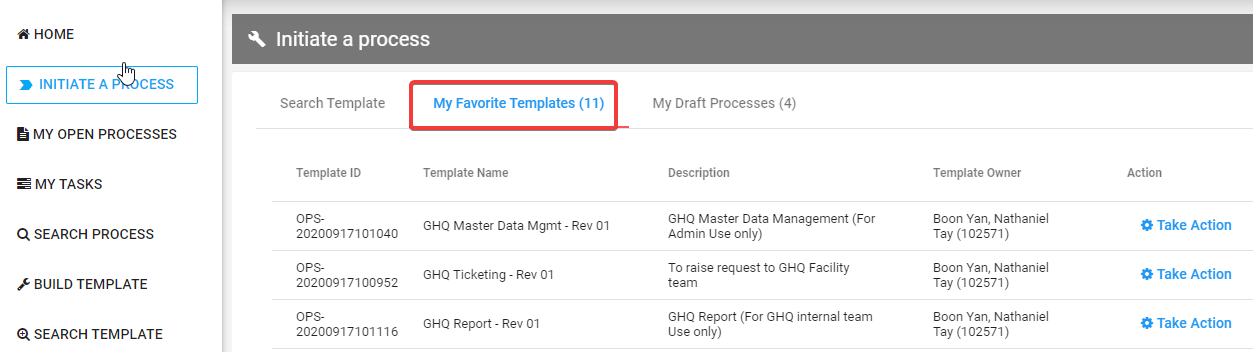 HOME
INITIATE A PROCESS
MY OPEN PROCESSES
MY TASKS
SEARCH PROCESS
BUILD TEMPLATE
SEARCH TEMPLATE
Initiate a process
Search Template My Favorite Templates (11) My Draft Processes (4)
Template ID Template Name Description Template Owner Action
OPS-
20200917101040
GHQ Master Data Mgmt - Rev 01
GHQ Master Data Management (For
Admin Use only)
Boon Yan, Nathaniel
Tay (102571)
Take Action
OPS-
20200917100952
GHQ Ticketing - Rev 01
To raise request to GHQ Facility
team
Boon Yan, Nathaniel
Tay (102571)
Take Action
OPS-
20200917101116
GHQ Report - Rev 01
GHQ Report (For GHQ internal team
Use only)
Boon Yan, Nathaniel
Tay (102571)
Take Action